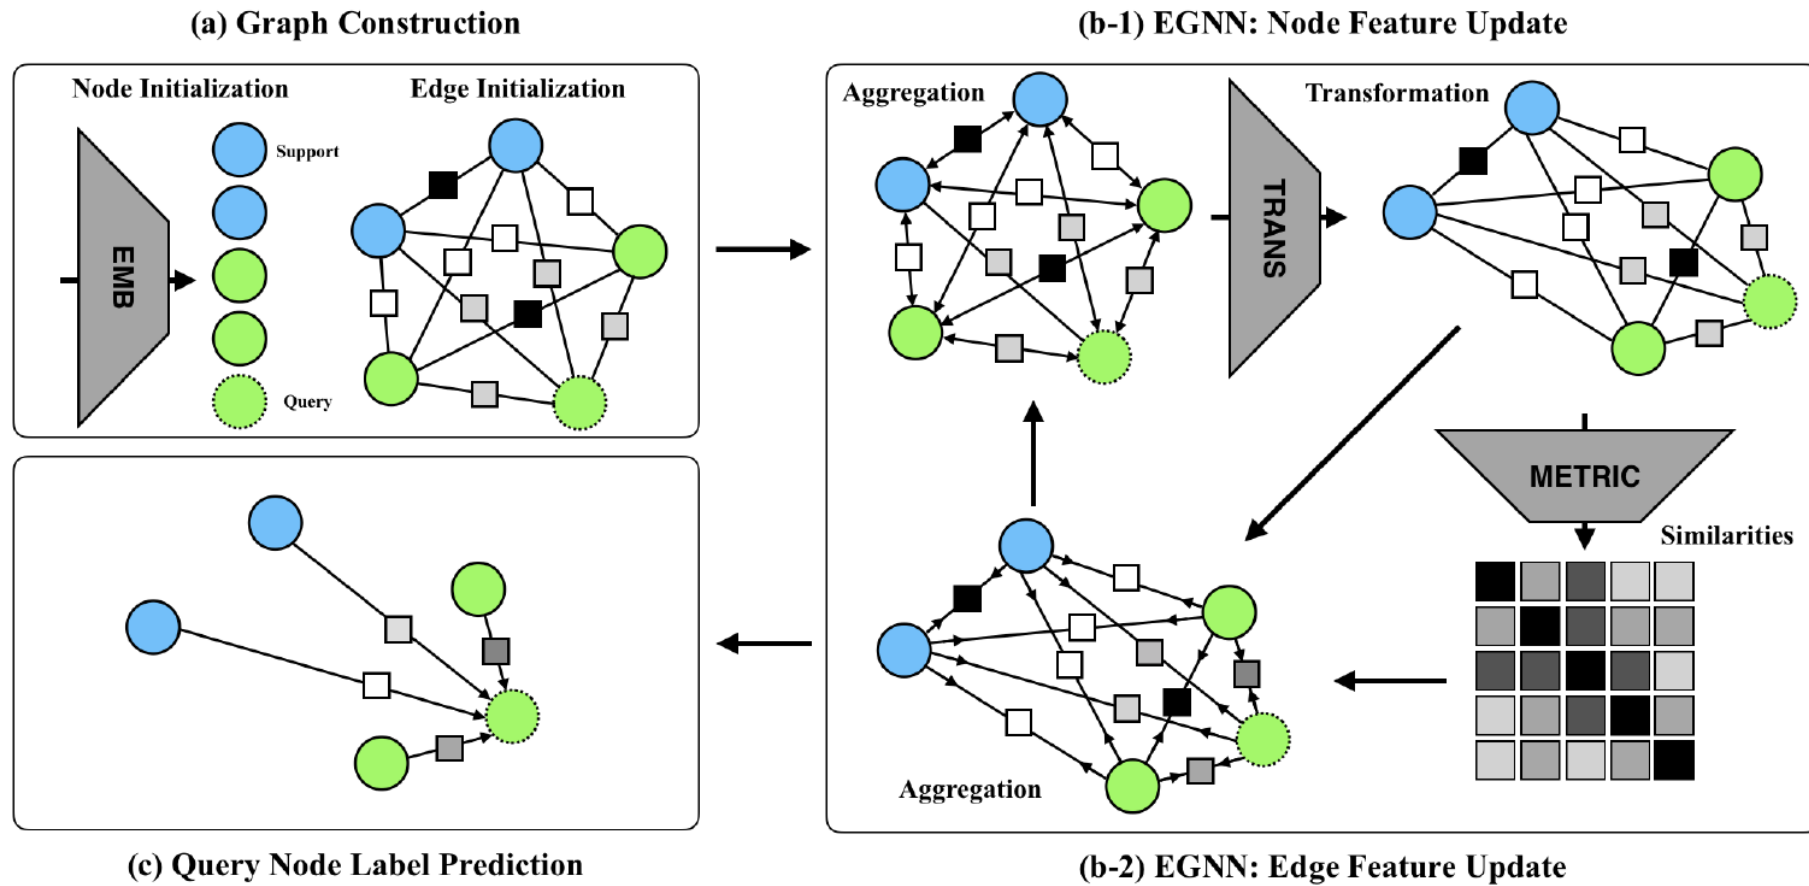 (a) Graph Construction
Node Initialization
Edge Initialization
EMB
Support
Query
(b-1) EGNN: Node Feature Update
Aggregation
TRANS
Transformation
METRIC
Similarities
Aggregation
(c) Query Node Label Prediction
(b-2) EGNN: Edge Feature Update